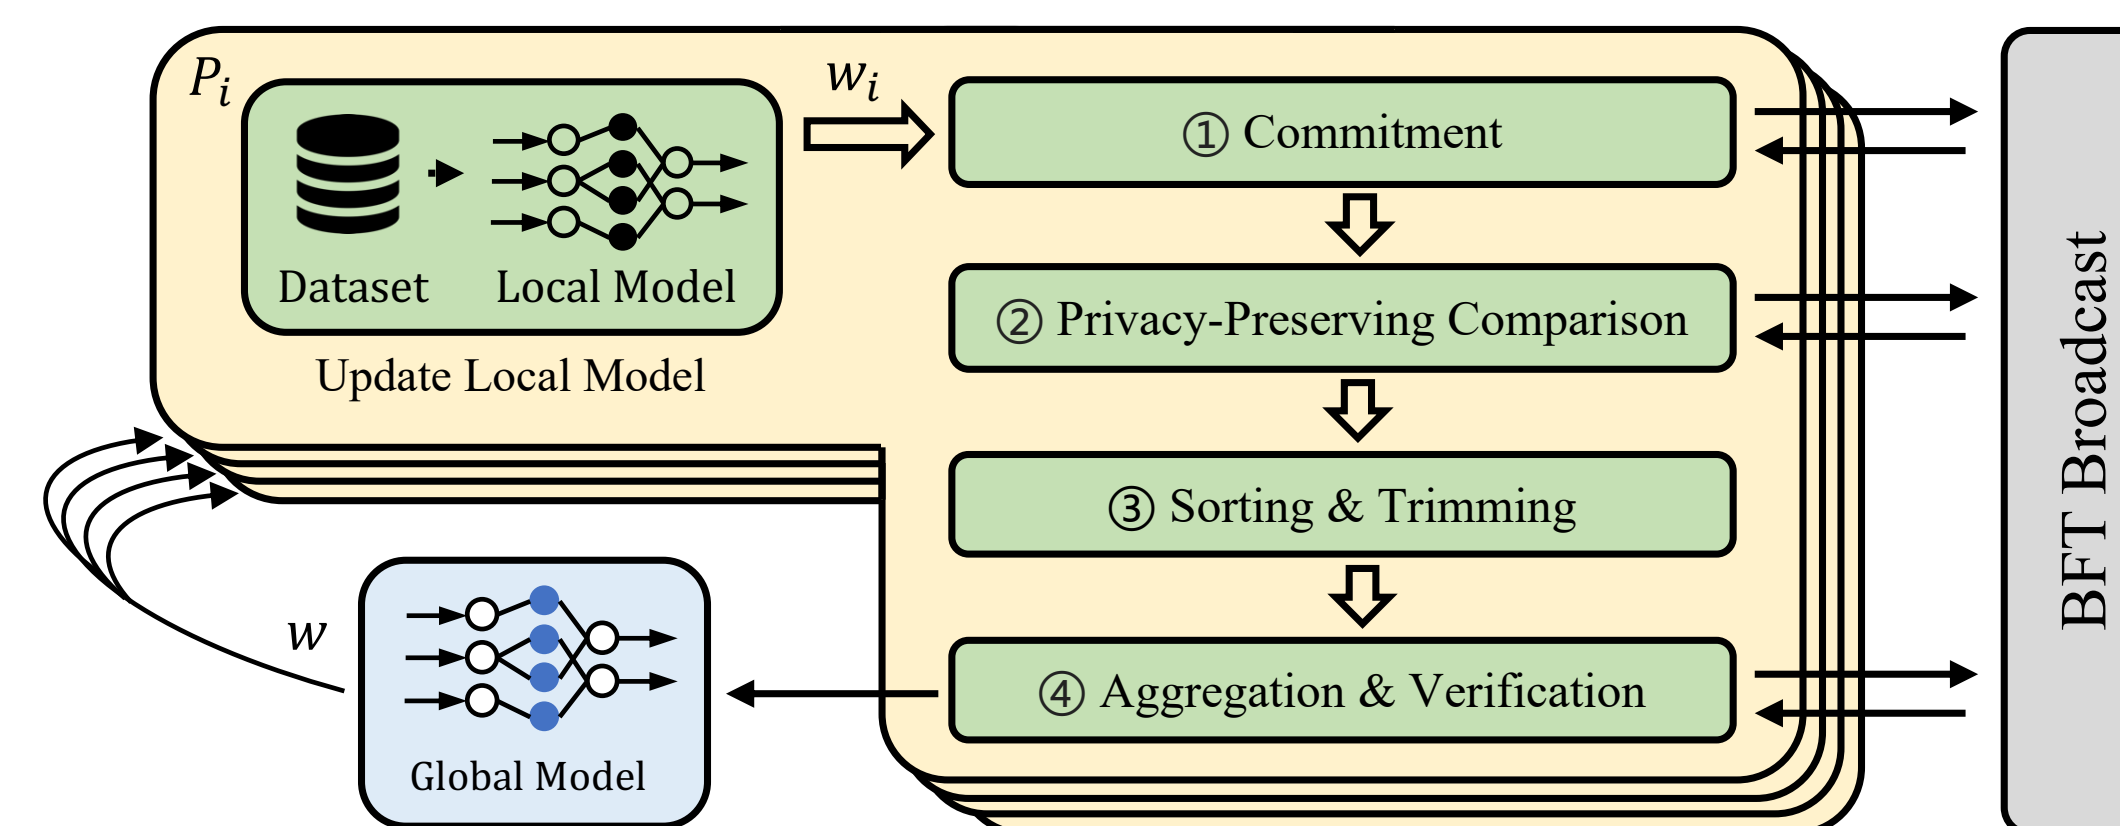 P_i
w_i
Dataset
Local Model
Update Local Model
① Commitment
② Privacy-Preserving Comparison
③ Sorting & Trimming
④ Aggregation & Verification
w
Global Model
BFT Broadcast